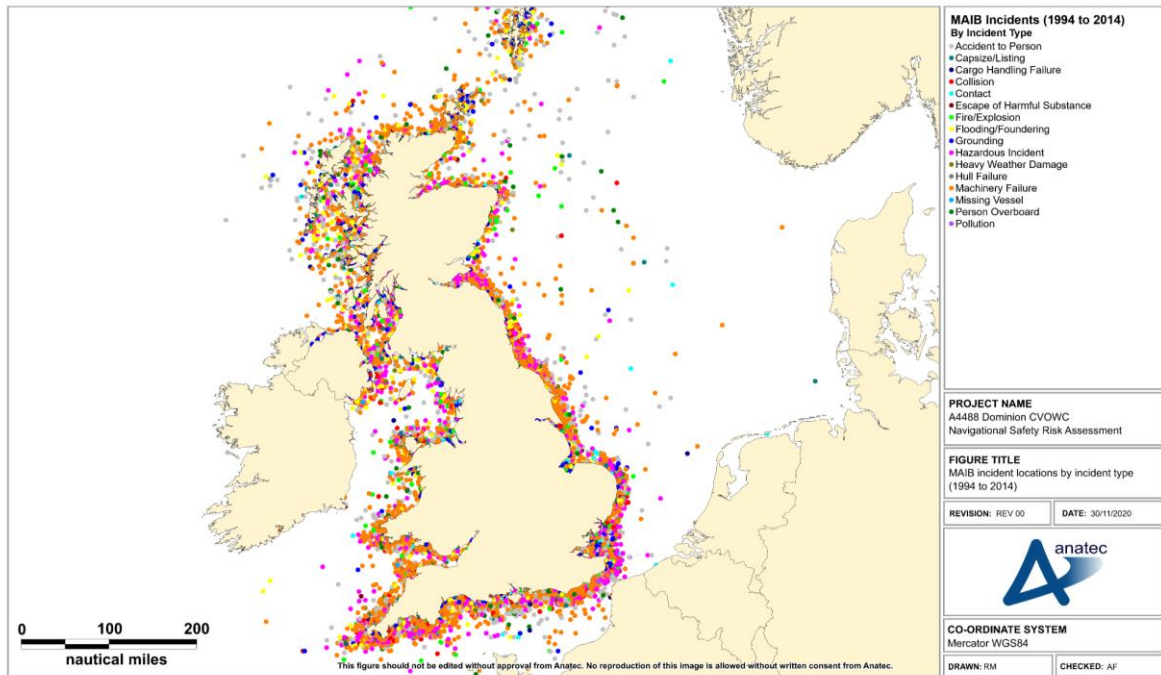 MAIB Incidents (1994 to 2014)
By Incident Type
Accident to Person
Capsize/Listing
Cargo Handling Failure
Collision
Contact
Escape of Harmful Substance
Fire/Explosion
Flooding/Foundering
Grounding
Hazardous Incident
Heavy Weather Damage
Hull Failure
Machinery Failure
Missing Vessel
Person Overboard
Pollution
PROJECT NAME
A4488 Dominion CVOWC
Navigational Safety Risk Assessment
FIGURE TITLE
MAIB incident locations by incident type
(1994 to 2014)
REVISION: REV 00
DATE: 30/11/2020
anatec
CO-ORDINATE SYSTEM
Mercator WGS84
DRAWN: RM
CHECKED: AF
0 100 200
nautical miles
This figure should not be edited without approval from Anatec. No reproduction of this image is allowed without written consent from Anatec.